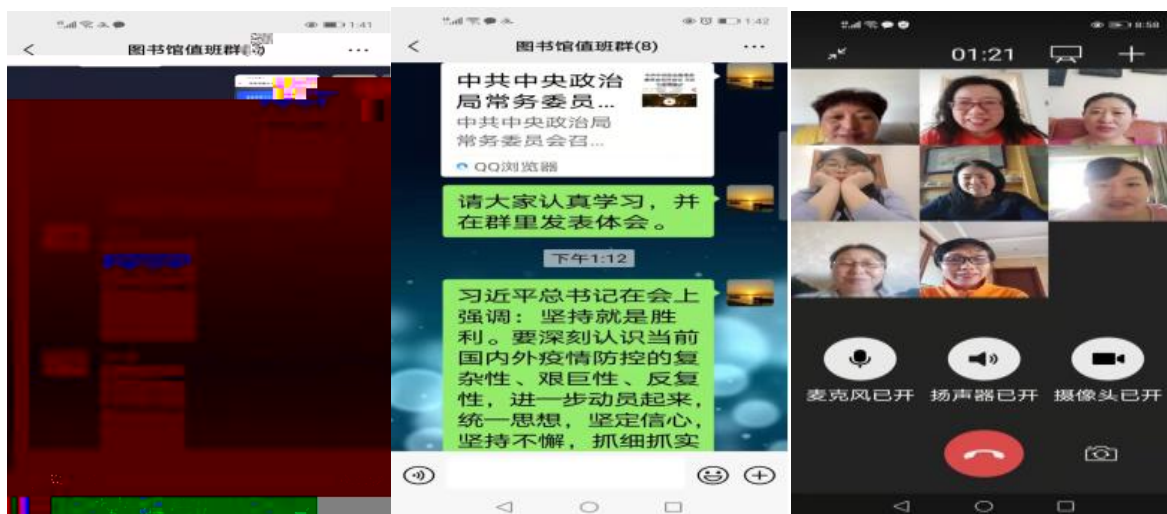 1:41
图书馆值班群
1:42
图书馆值班群(8)
中共中央政治
局常务委员...
中共中央政治局
常务委员会召...
QQ浏览器
请大家认真学习，并
在群里发表体会。
下午1:12
习近平总书记在会上
强调：坚持就是胜
利。要深刻认识当前
国内外疫情防控的复
杂性、艰巨性、反复
性，进一步动员起来，
统一思想，坚定信心，
坚持不懈，抓细抓实
8:58
01:21
麦克风已开
扬声器已开
摄像头已开